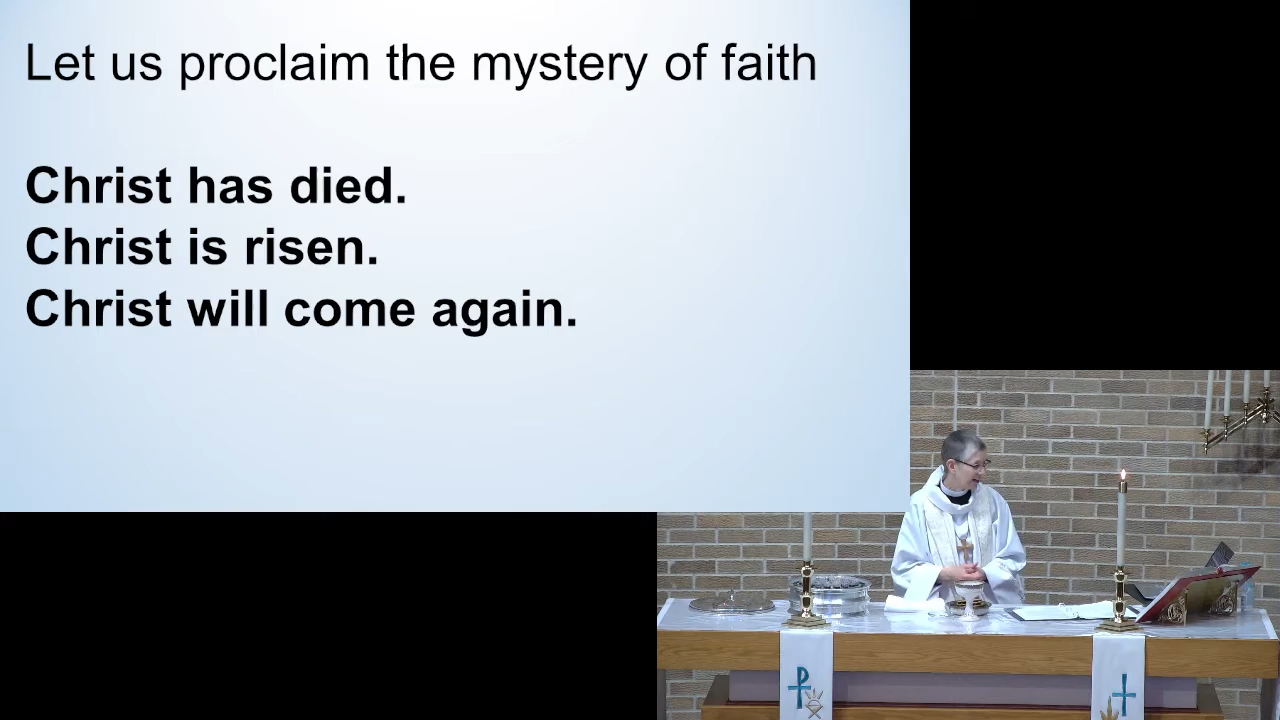 Let us proclaim the mystery of faith
Christ has died.
Christ is risen.
Christ will come again.